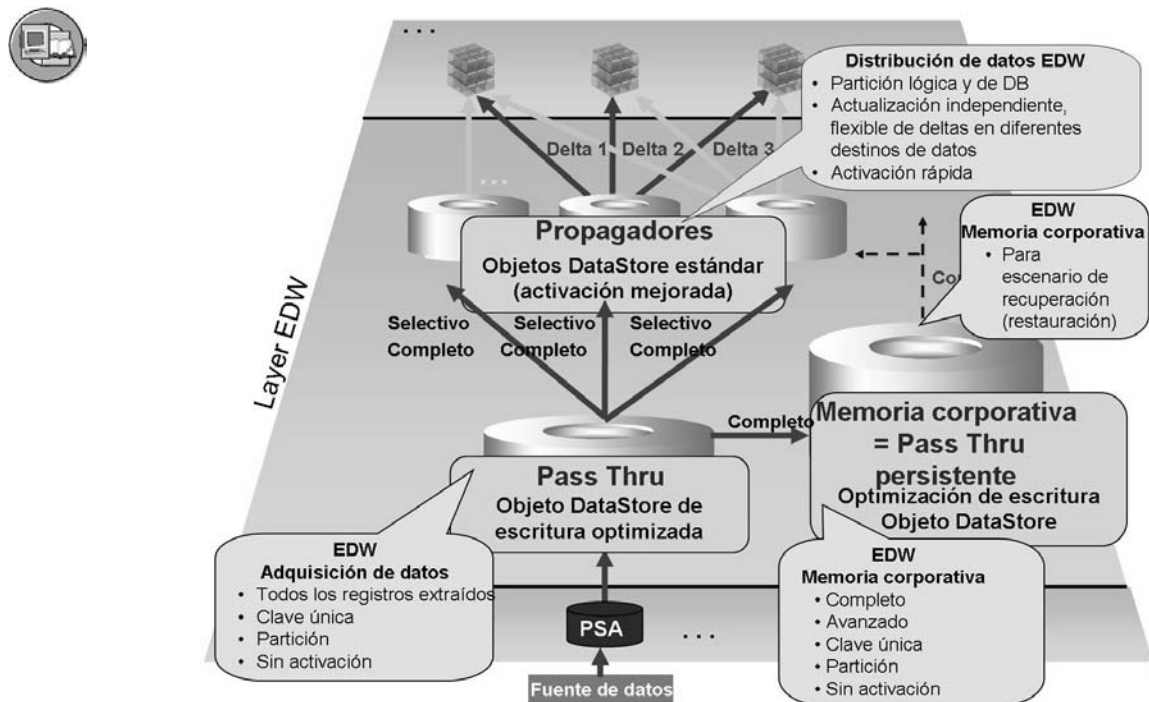 ...
Distribución de datos EDW
• Partición lógica y de DB
• Actualización independiente,
flexible de deltas en diferentes
destinos de datos
• Activación rápida
Delta 1
Delta 2
Delta 3
...
EDW
Memoria corporativa
• Para
escenario de
recuperación
(restauración)
Propagadores
Objetos DataStore estándar
(activación mejorada)
Layer EDW
Selectivo
Completo
Selectivo
Completo
Selectivo
Completo
Completo
Memoria corporativa
= Pass Thru
persistente
Optimización de escritura
Objeto DataStore
Pass Thru
Objeto DataStore de
escritura optimizada
EDW
Adquisición de datos
• Todos los registros extraídos
• Clave única
• Partición
• Sin activación
EDW
Memoria corporativa
• Completo
• Avanzado
• Clave única
• Partición
• Sin activación
PSA
...
Fuente de datos